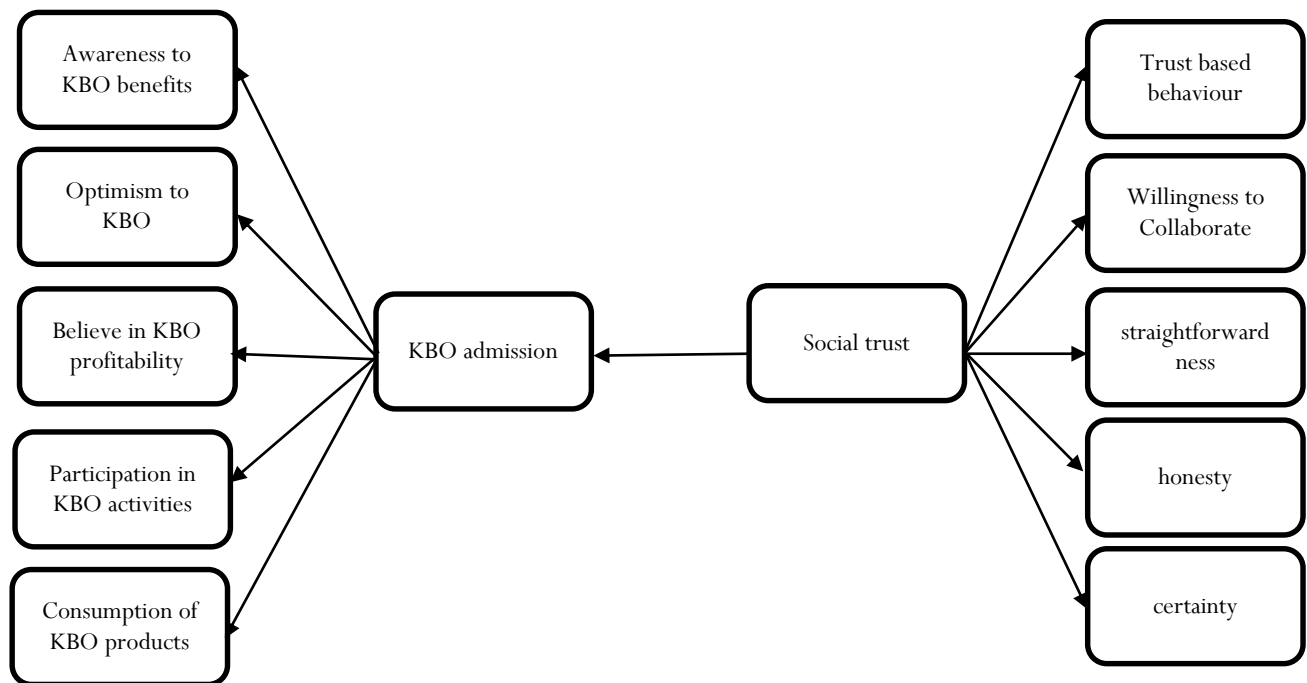 Awareness to
KBO benefits
Optimism to
KBO
Believe in KBO
profitability
Participation in
KBO activities
Consumption of
KBO products
KBO admission
Social trust
Trust based
behaviour
Willingness to
Collaborate
straightforward
ness
honesty
certainty